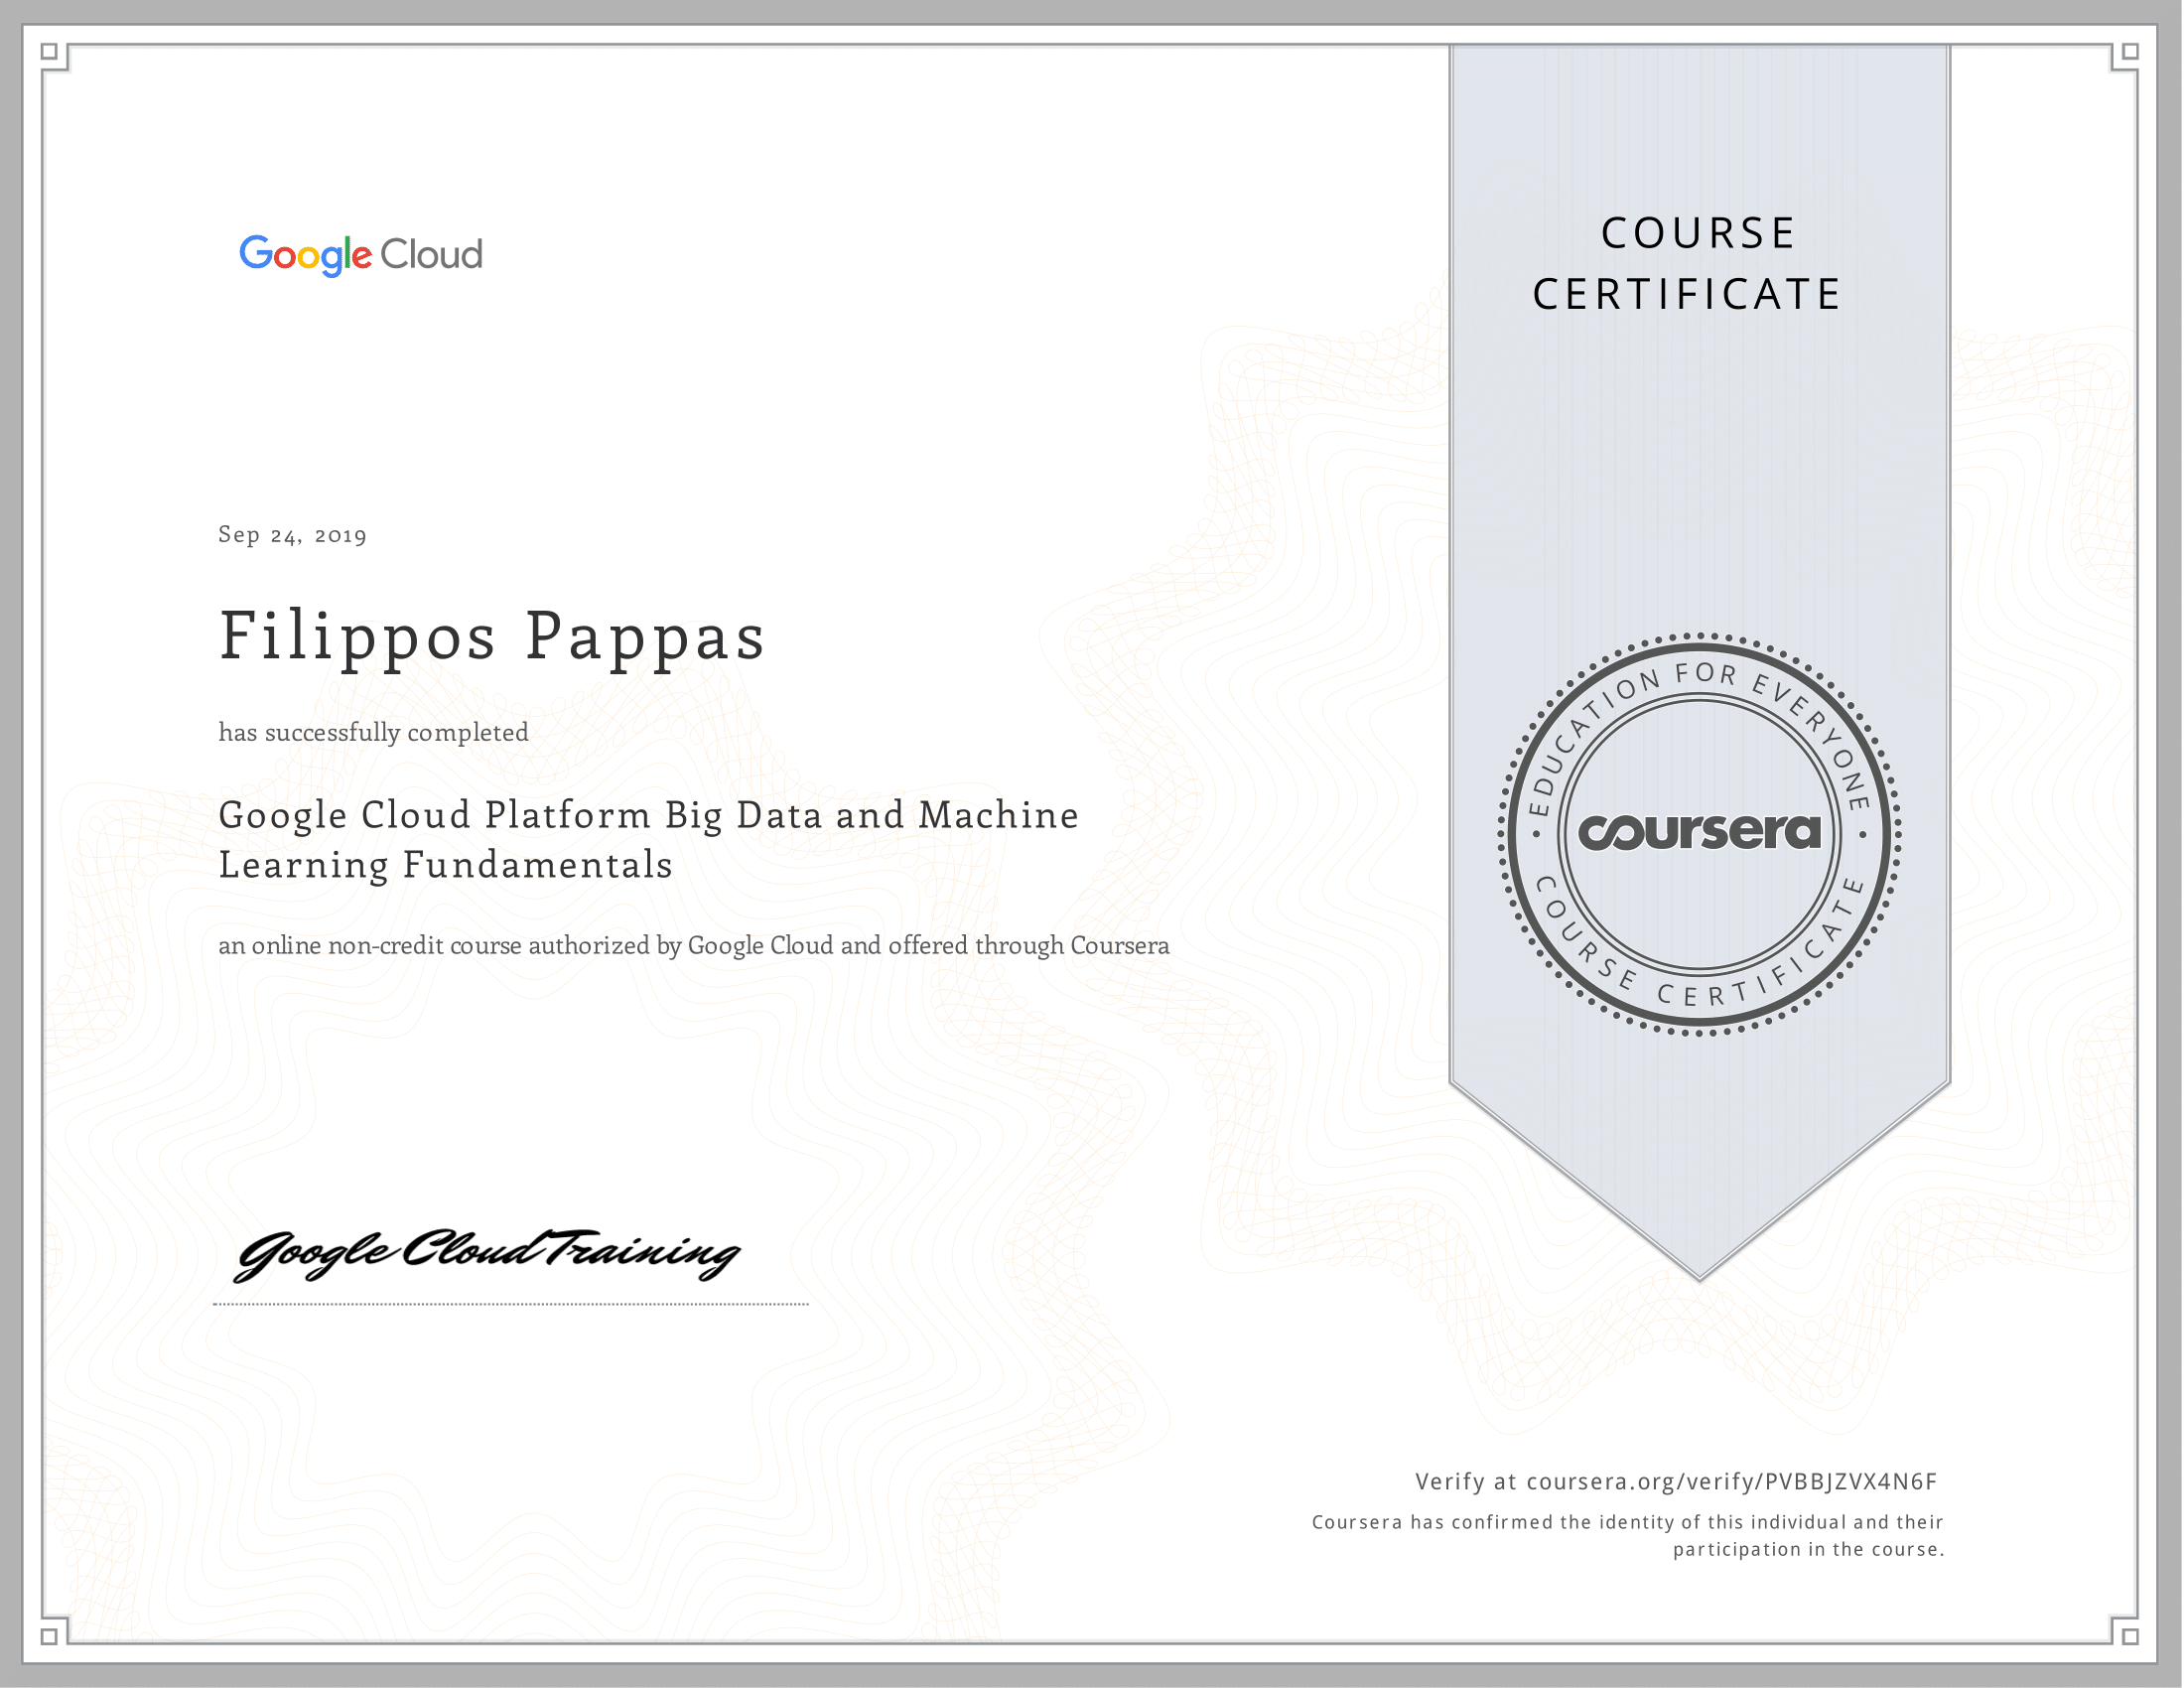 Google Cloud
COURSE
CERTIFICATE
Sep 24, 2019
Filippos Pappas
has successfully completed
Google Cloud Platform Big Data and Machine
Learning Fundamentals
an online non-credit course authorized by Google Cloud and offered through Coursera
• EDUCATION FOR EVERYONE •
coursera
COURSE CERTIFICATE
Google Cloud Training
Verify at coursera.org/verify/PVBBJZVX4N6F
Coursera has confirmed the identity of this individual and their
participation in the course.